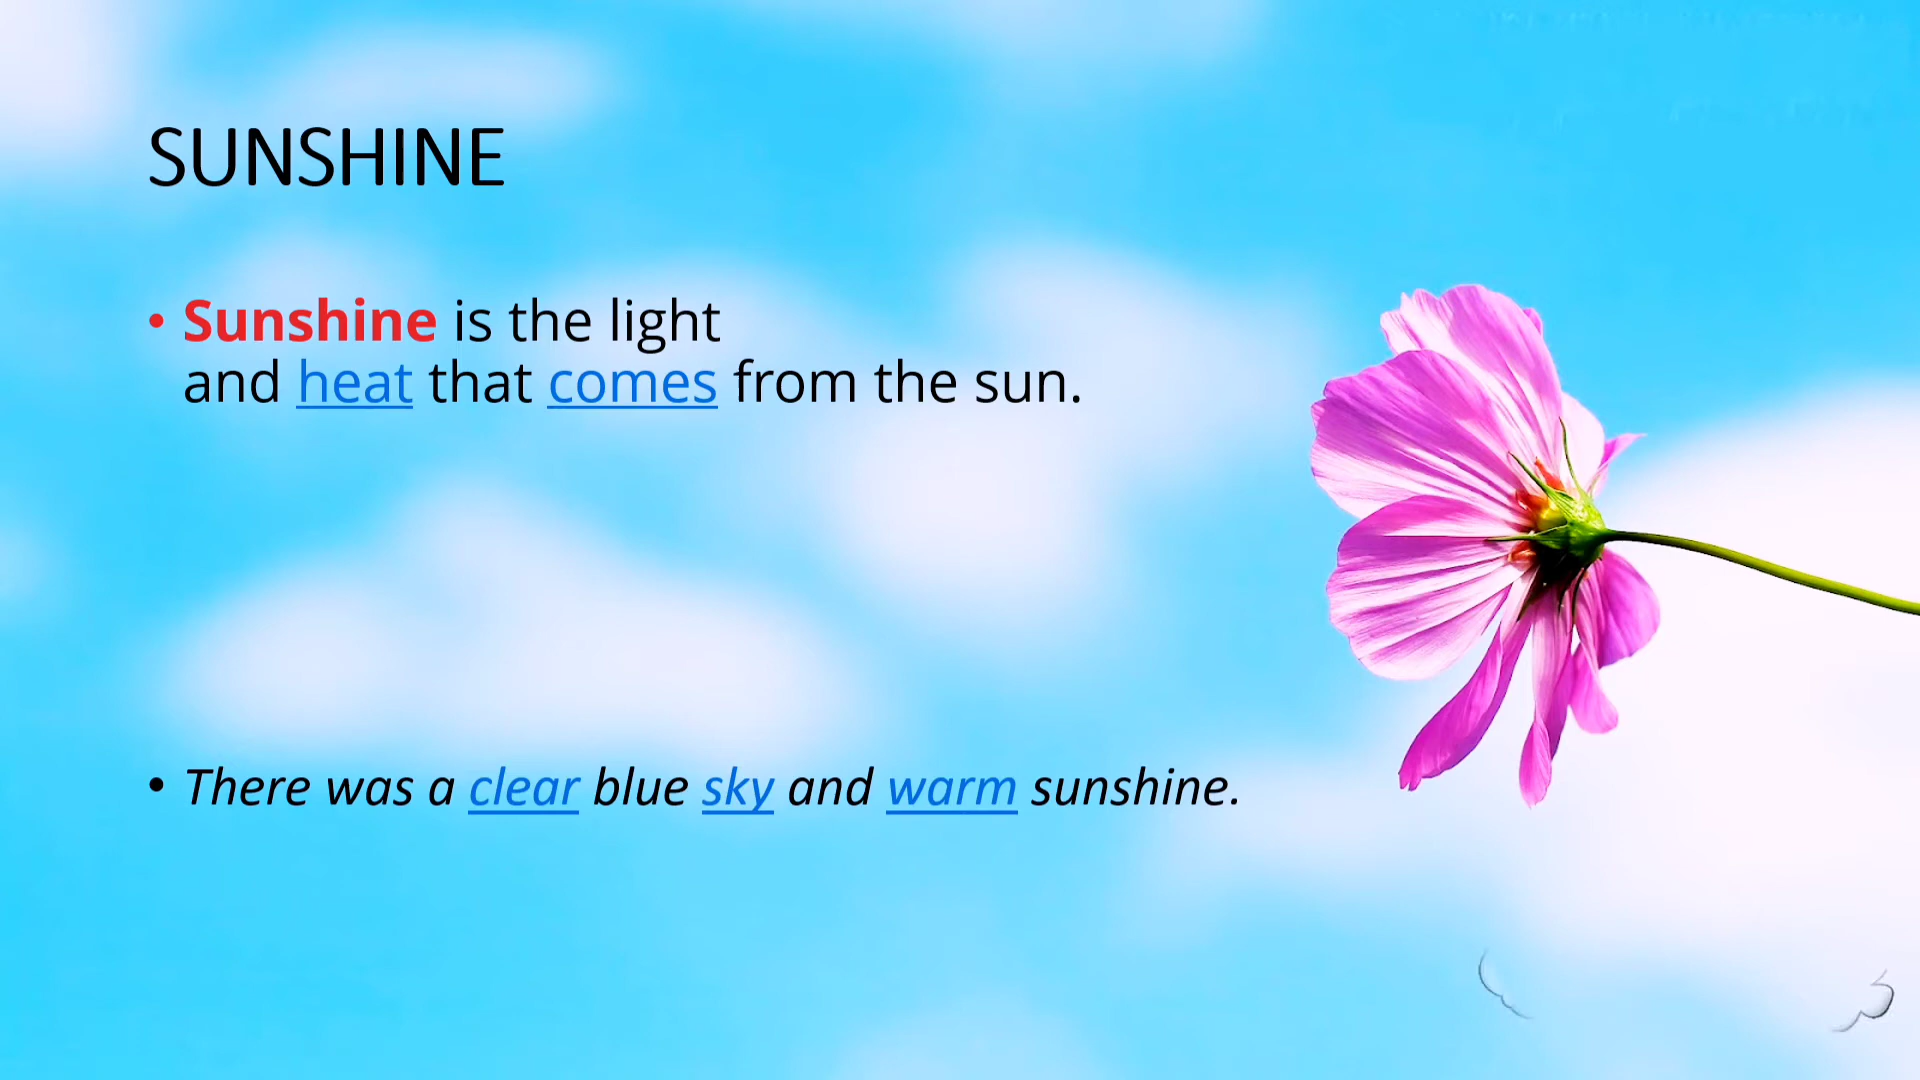 SUNSHINE
• Sunshine is the light
and heat that comes from the sun.
• There was a clear blue sky and warm sunshine.